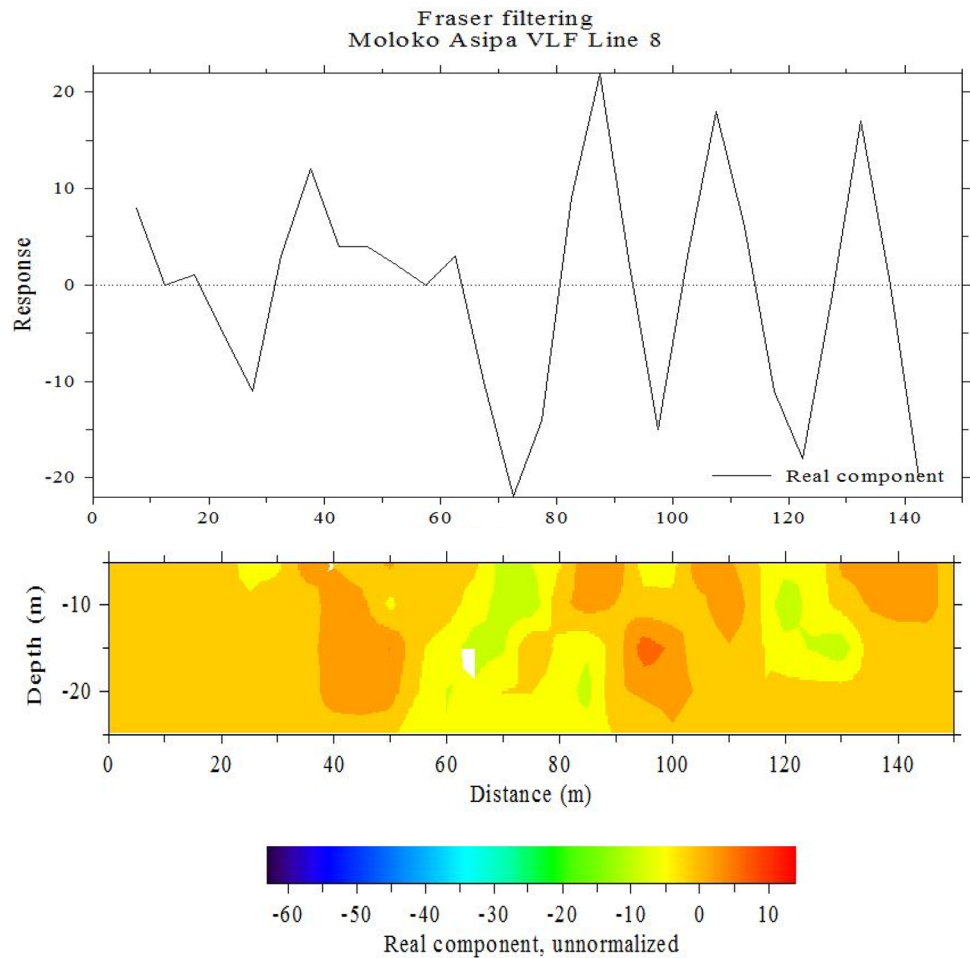 Fraser filtering
Moloko Asipa VLF Line 8
20
10
0
-10
-20
Response
Real component
0 20 40 60 80 100 120 140
-10
-20
Depth (m)
0 20 40 60 80 100 120 140
Distance (m)
-60 -50 -40 -30 -20 -10 0 10
Real component, unnormalized